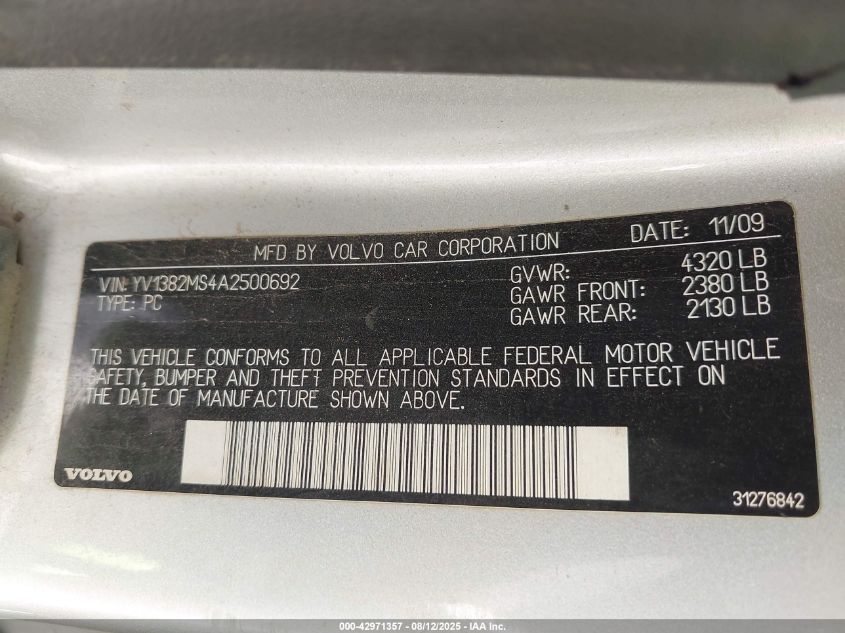 MFD BY VOLVO CAR CORPORATION DATE: 11/09
VIN: YV1382MS4A2500692 GVWR: 4320 LB
TYPE: PC GAWR FRONT: 2380 LB
GAWR REAR: 2130 LB
THIS VEHICLE CONFORMS TO ALL APPLICABLE FEDERAL MOTOR VEHICLE
SAFETY, BUMPER AND THEFT PREVENTION STANDARDS IN EFFECT ON
THE DATE OF MANUFACTURE SHOWN ABOVE.
VOLVO
31276842
000-42971357 - 08/12/2025 - IAA Inc.